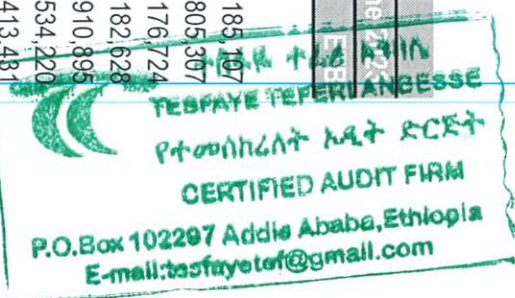 185,107
805,307
176,724
182,628
910,895
534,220
413,431
TESFAYE TEFERI
የተመሰከረለት ኦዲት ድርጅት
CERTIFIED AUDIT FIRM
P.O.Box 102297 Addis Ababa,Ethiopia
E-mail:tesfayetef@gmail.com